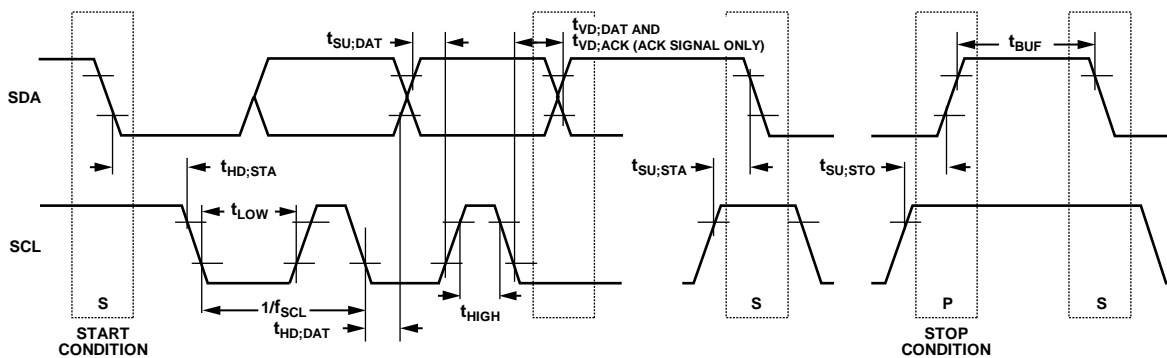 tSU;DAT
tVD;DAT AND
tVD;ACK (ACK SIGNAL ONLY)
tBUF
SDA
tHD;STA
tSU;STA
tSU;STO
tLOW
SCL
S
1/fSCL
tHIGH
S
P
S
tHD;DAT
START
CONDITION
STOP
CONDITION